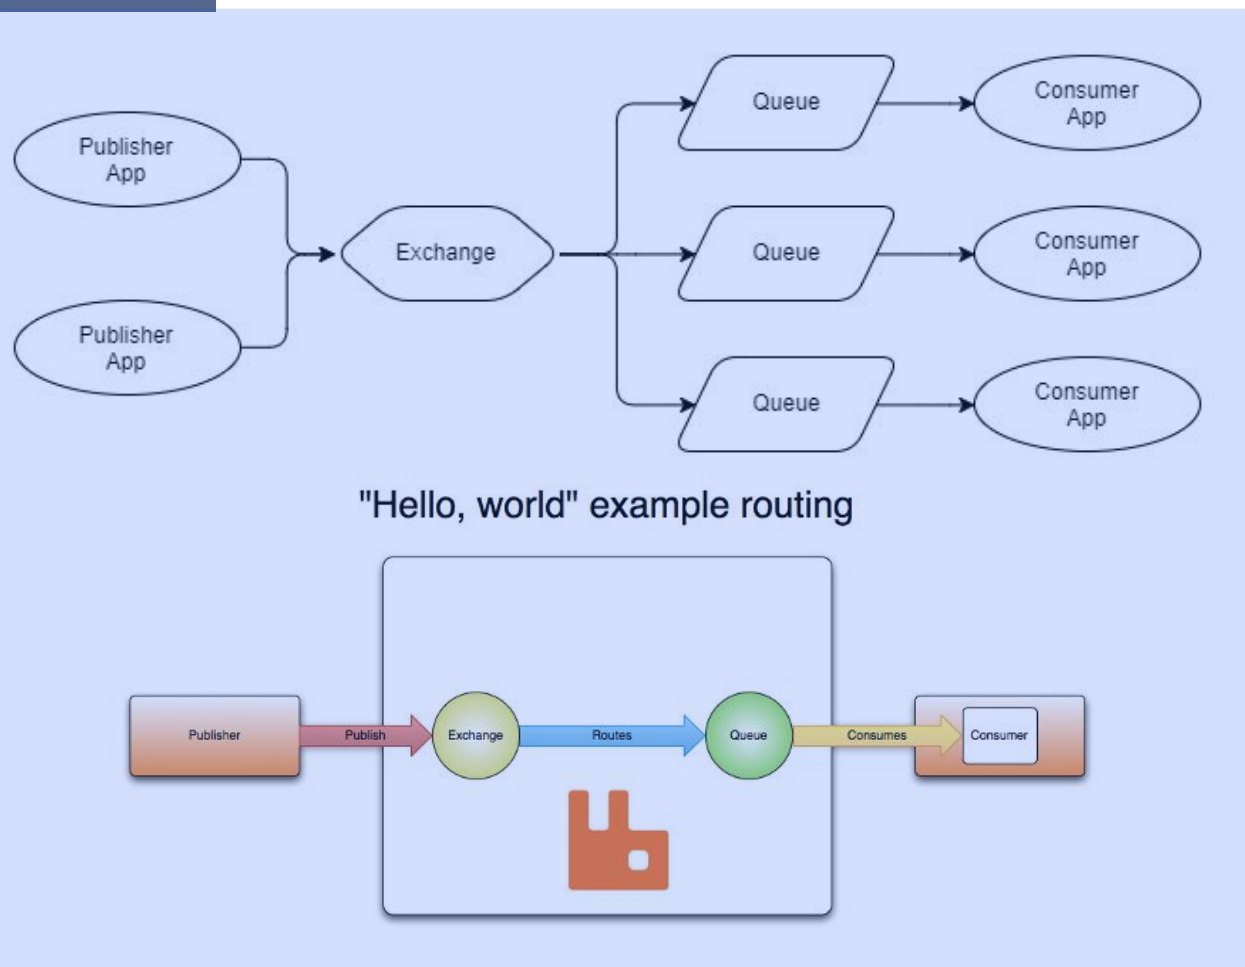 Publisher
App
Publisher
App
Exchange
Queue
Queue
Queue
Consumer
App
Consumer
App
Consumer
App
"Hello, world" example routing
Publisher
Publish
Exchange
Routes
Queue
Consumes
Consumer